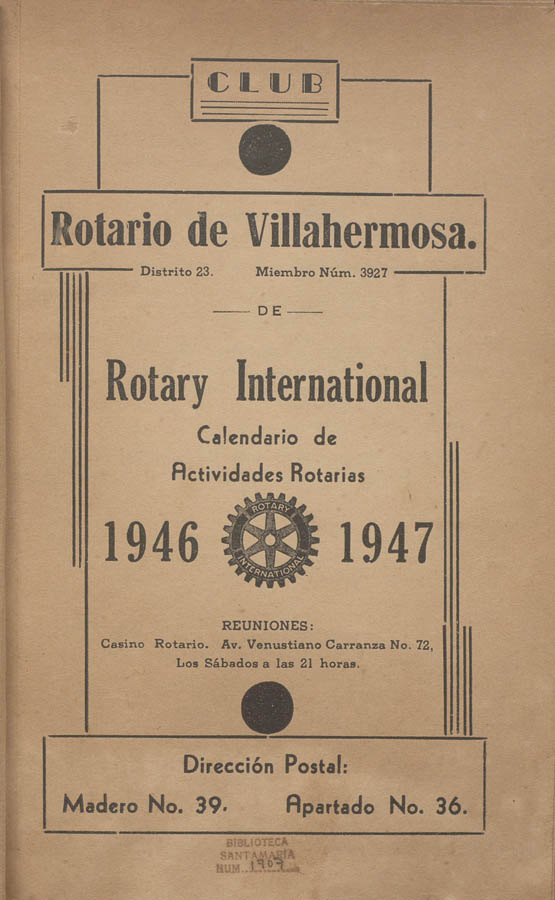 CLUB
Rotario de Villahermosa.
Distrito 23. Miembro Núm. 3927
DE
Rotary International
Calendario de
Actividades Rotarias
1946 1947
ROTARY
INTERNATIONAL
REUNIONES:
Casino Rotario. Av. Venustiano Carranza No. 72,
Los Sábados a las 21 horas.
Dirección Postal:
Madero No. 39. Apartado No. 36.
BIBLIOTECA
SANTAMARIA
NUM.